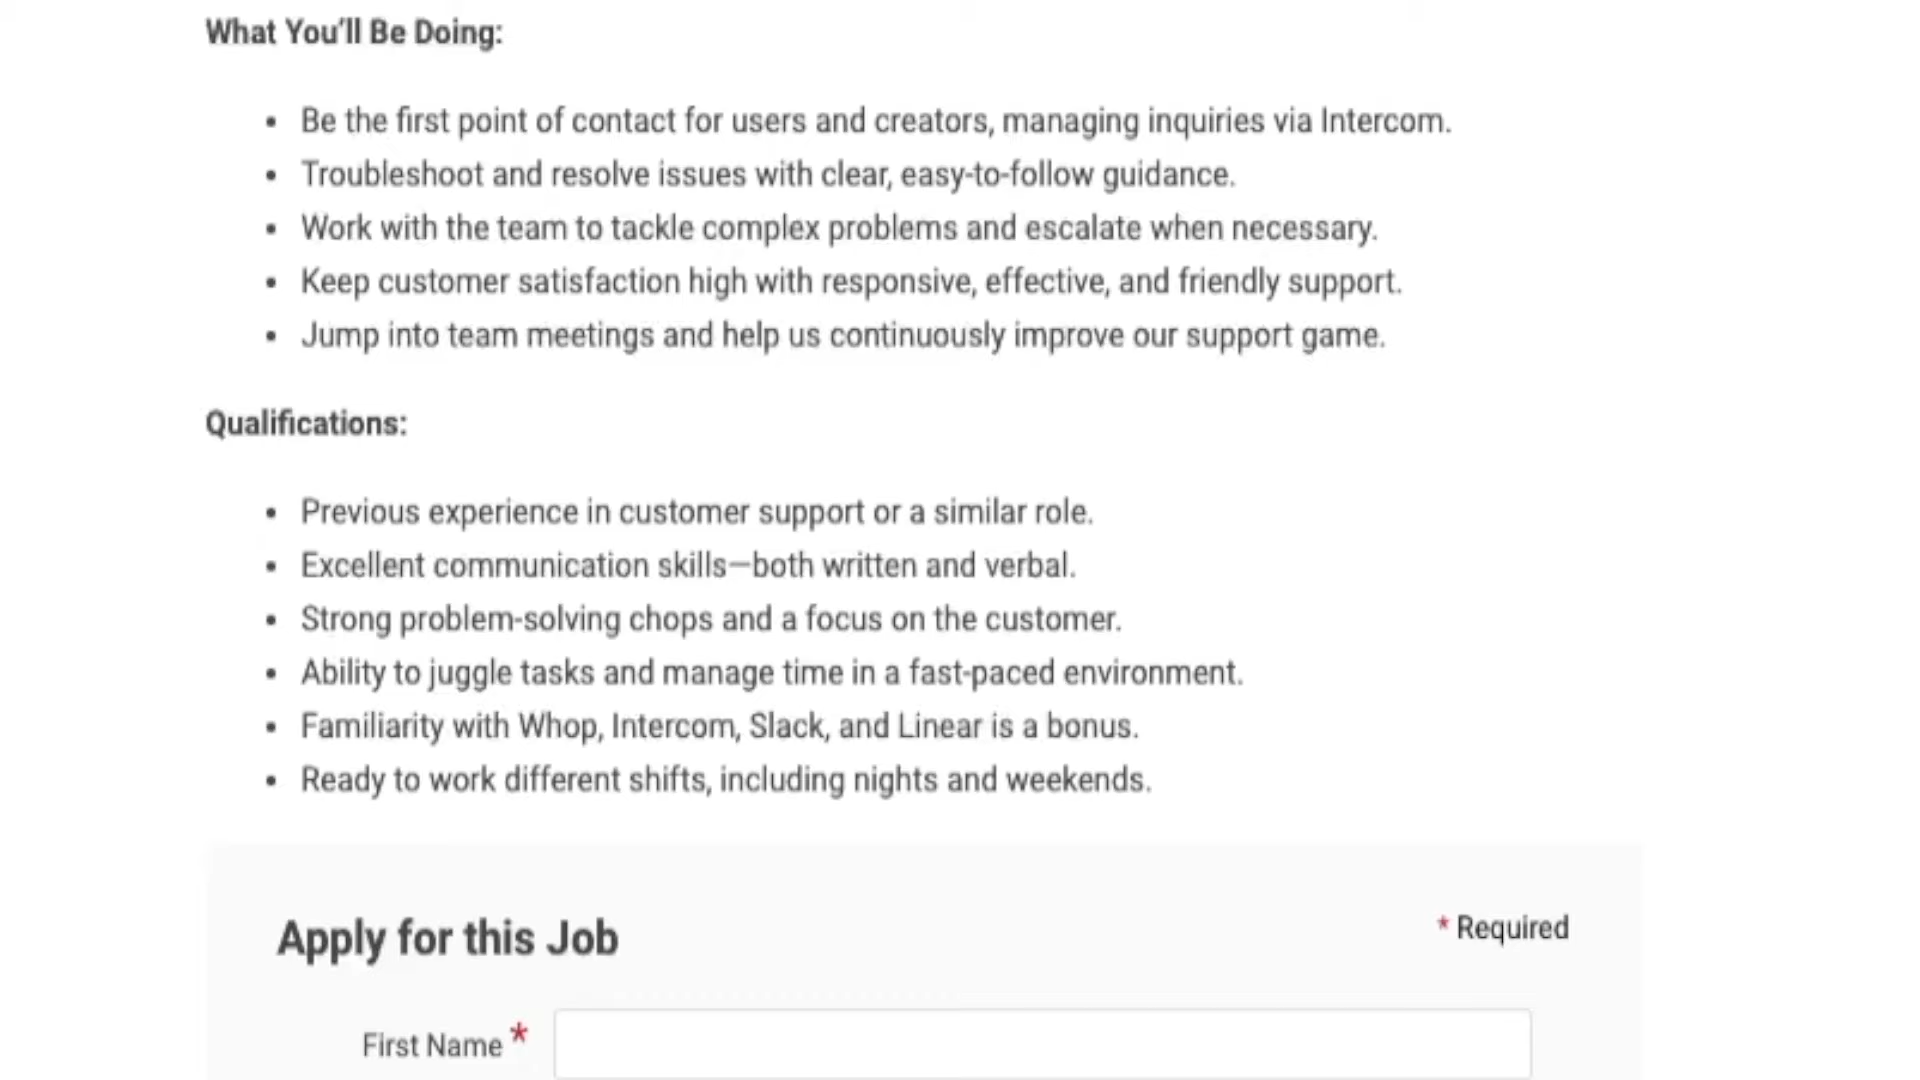 What You'll Be Doing:
• Be the first point of contact for users and creators, managing inquiries via Intercom.
• Troubleshoot and resolve issues with clear, easy-to-follow guidance.
• Work with the team to tackle complex problems and escalate when necessary.
• Keep customer satisfaction high with responsive, effective, and friendly support.
• Jump into team meetings and help us continuously improve our support game.
Qualifications:
• Previous experience in customer support or a similar role.
• Excellent communication skills—both written and verbal.
• Strong problem-solving chops and a focus on the customer.
• Ability to juggle tasks and manage time in a fast-paced environment.
• Familiarity with Whop, Intercom, Slack, and Linear is a bonus.
• Ready to work different shifts, including nights and weekends.
Apply for this Job
* Required
First Name *